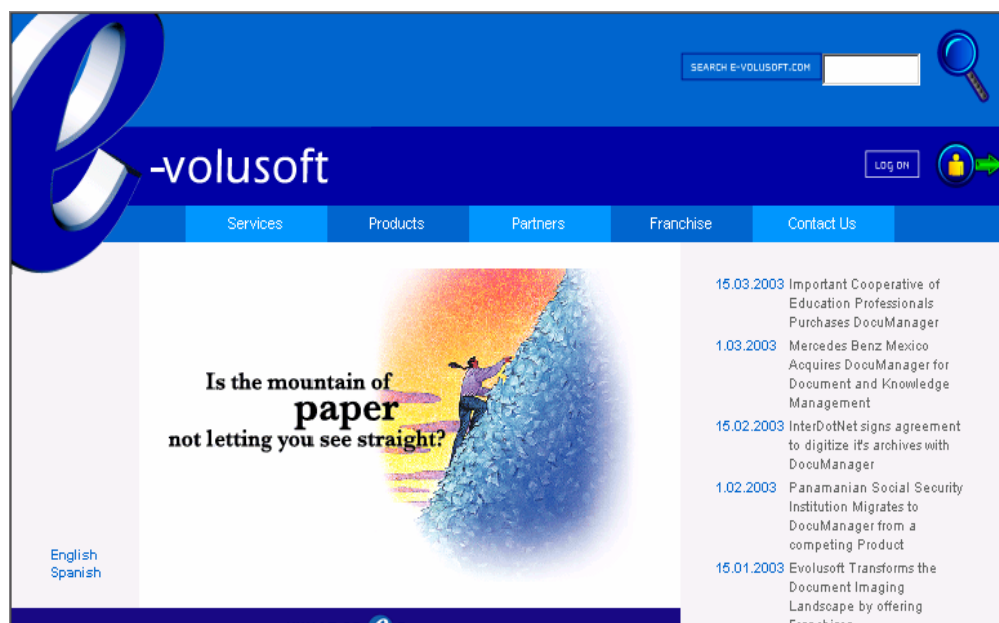 SEARCH E-VOLUSOFT.COM
e-volusoft
LOG ON
Services Products Partners Franchise Contact Us
Is the mountain of
paper
not letting you see straight?
English
Spanish
15.03.2003 Important Cooperative of
Education Professionals
Purchases DocuManager
1.03.2003 Mercedes Benz Mexico
Acquires DocuManager for
Document and Knowledge
Management
15.02.2003 InterDotNet signs agreement
to digitize it's archives with
DocuManager
1.02.2003 Panamanian Social Security
Institution Migrates to
DocuManager from a
competing Product
15.01.2003 Evolusoft Transforms the
Document Imaging
Landscape by offering